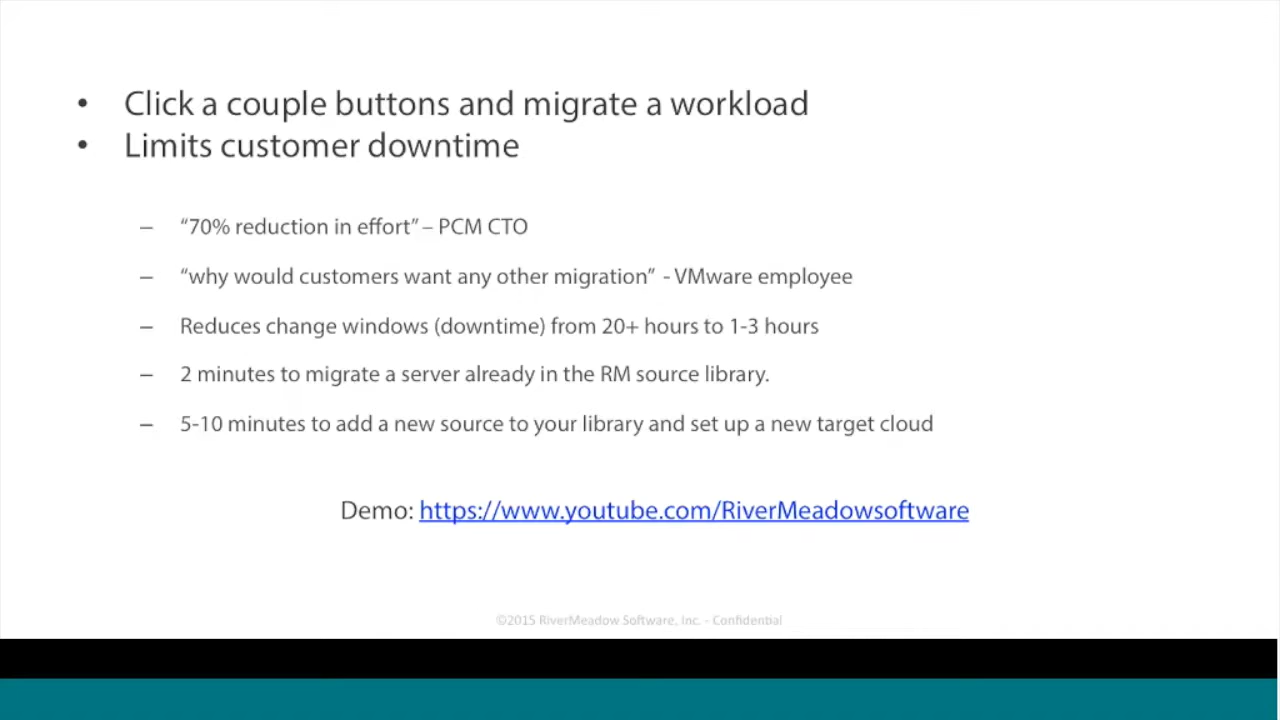 • Click a couple buttons and migrate a workload
• Limits customer downtime
– “70% reduction in effort” – PCM CTO
– “why would customers want any other migration” - VMware employee
– Reduces change windows (downtime) from 20+ hours to 1-3 hours
– 2 minutes to migrate a server already in the RM source library.
– 5-10 minutes to add a new source to your library and set up a new target cloud
Demo: https://www.youtube.com/RiverMeadowsoftware
©2015 RiverMeadow Software, Inc. - Confidential